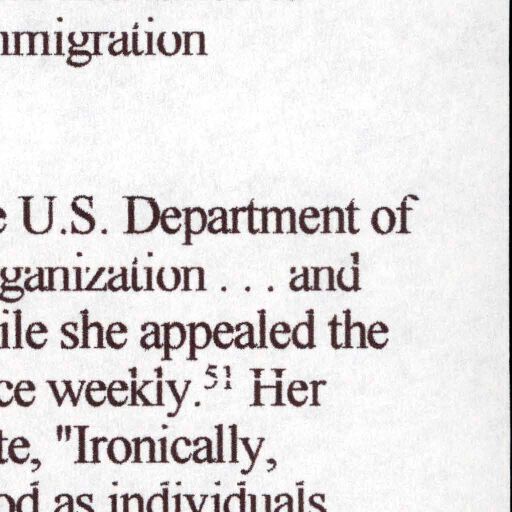 mmigration
e U.S. Department of
ganization . . . and
ile she appealed the
ce weekly.⁵¹ Her
te, "Ironically,
od as individuals